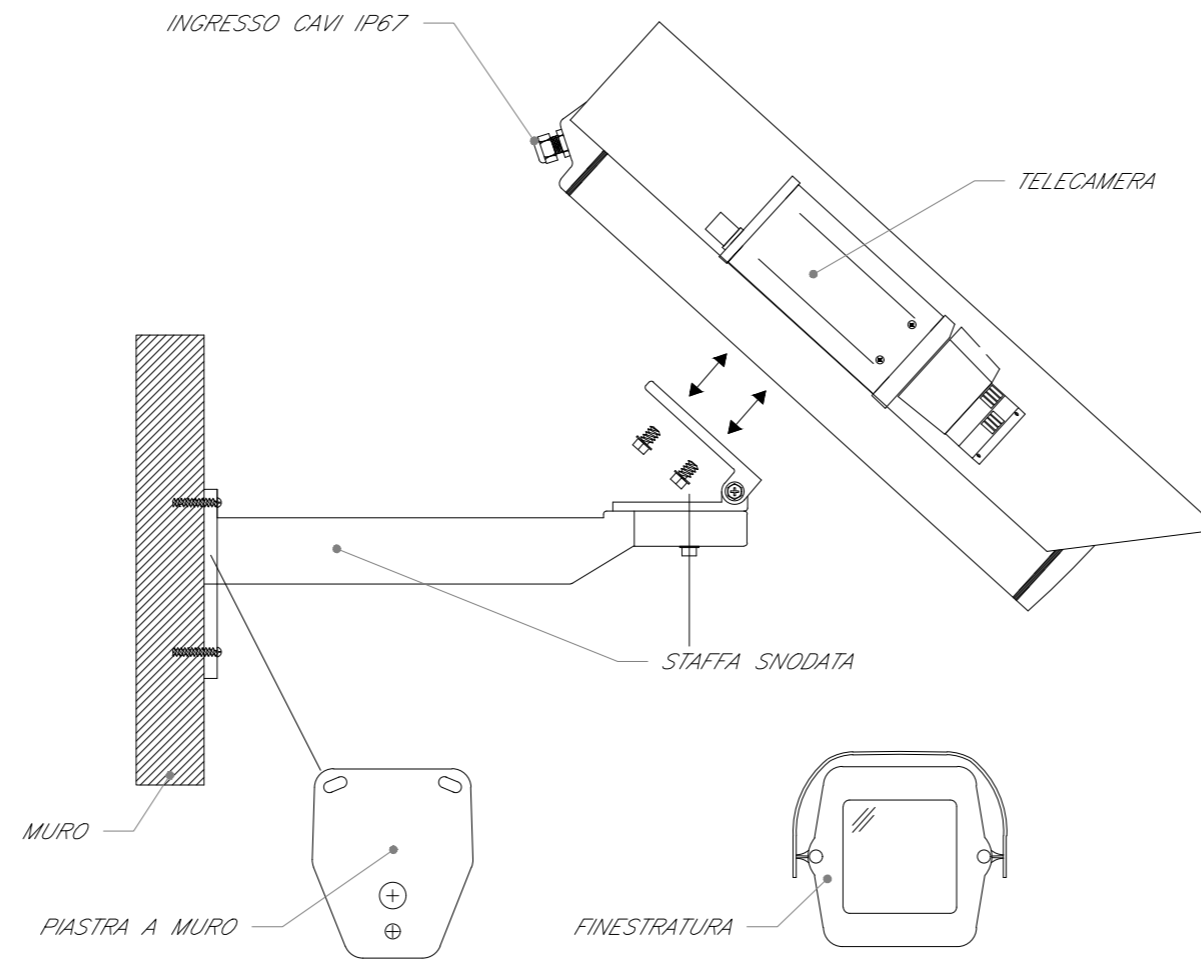 INGRESSO CAVI IP67
TELECAMERA
STAFFA SNODATA
MURO
PIASTRA A MURO
FINESTRATURA